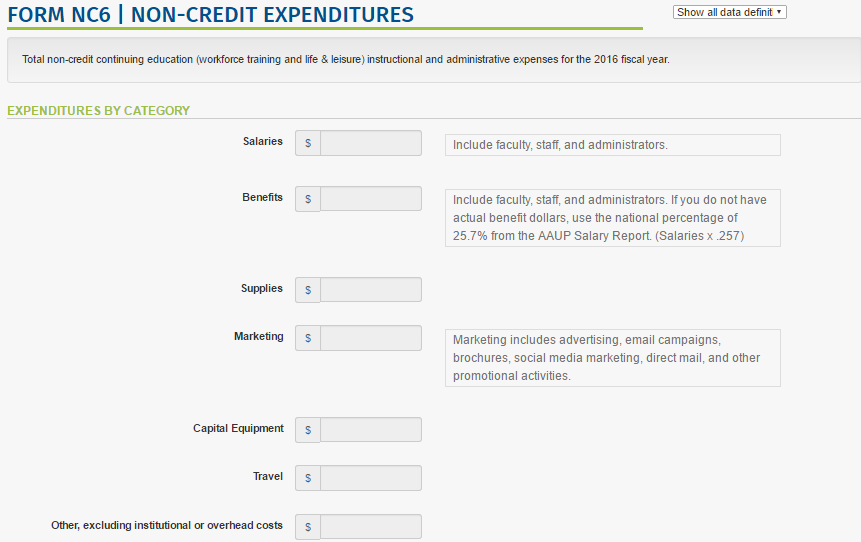 FORM NC6 | NON-CREDIT EXPENDITURES
Show all data definiti
Total non-credit continuing education (workforce training and life & leisure) instructional and administrative expenses for the 2016 fiscal year.
EXPENDITURES BY CATEGORY
Salaries $ Include faculty, staff, and administrators.
Benefits $ Include faculty, staff, and administrators. If you do not have
actual benefit dollars, use the national percentage of
25.7% from the AAUP Salary Report. (Salaries x .257)
Supplies $
Marketing $ Marketing includes advertising, email campaigns,
brochures, social media marketing, direct mail, and other
promotional activities.
Capital Equipment $
Travel $
Other, excluding institutional or overhead costs $